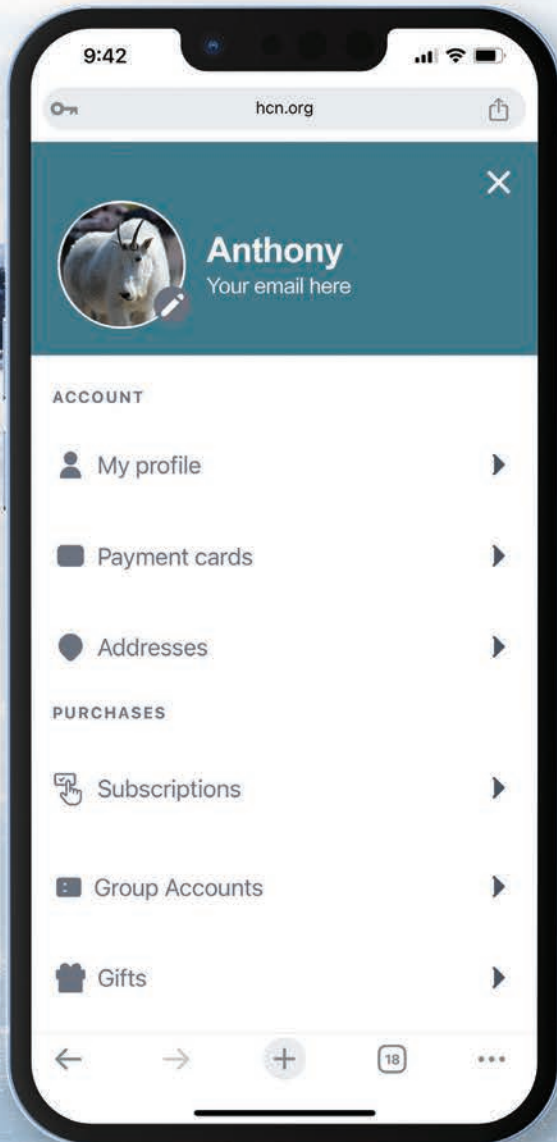 9:42
hcn.org
Anthony
Your email here
ACCOUNT
My profile
Payment cards
Addresses
PURCHASES
Subscriptions
Group Accounts
Gifts
18